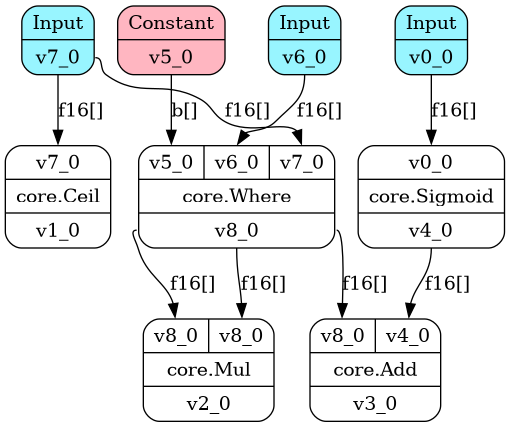 Input
v7_0
Constant
v5_0
Input
v6_0
Input
v0_0
f16[]
b[]
f16[]
f16[]
f16[]
v7_0
core.Ceil
v1_0
v5_0 v6_0 v7_0
core.Where
v8_0
v0_0
core.Sigmoid
v4_0
f16[]
f16[]
f16[]
f16[]
v8_0 v8_0
core.Mul
v2_0
v8_0 v4_0
core.Add
v3_0